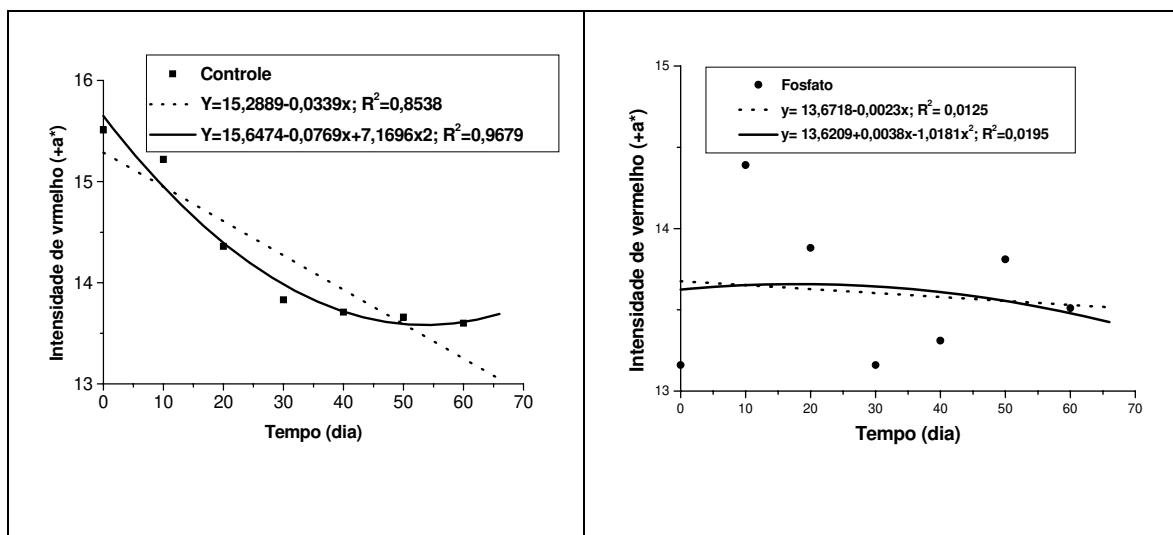 Controle
Y=15,2889-0,0339x; R²=0,8538
Y=15,6474-0,0769x+7,1696x2; R²=0,9679
Intensidade de vrmelho (+a*)
16
15
14
13
0 10 20 30 40 50 60 70
Tempo (dia)
Fosfato
y= 13,6718-0,0023x; R²= 0,0125
y= 13,6209+0,0038x-1,0181x²; R²=0,0195
Intensidade de vermelho (+a*)
15
14
13
0 10 20 30 40 50 60 70
Tempo (dia)